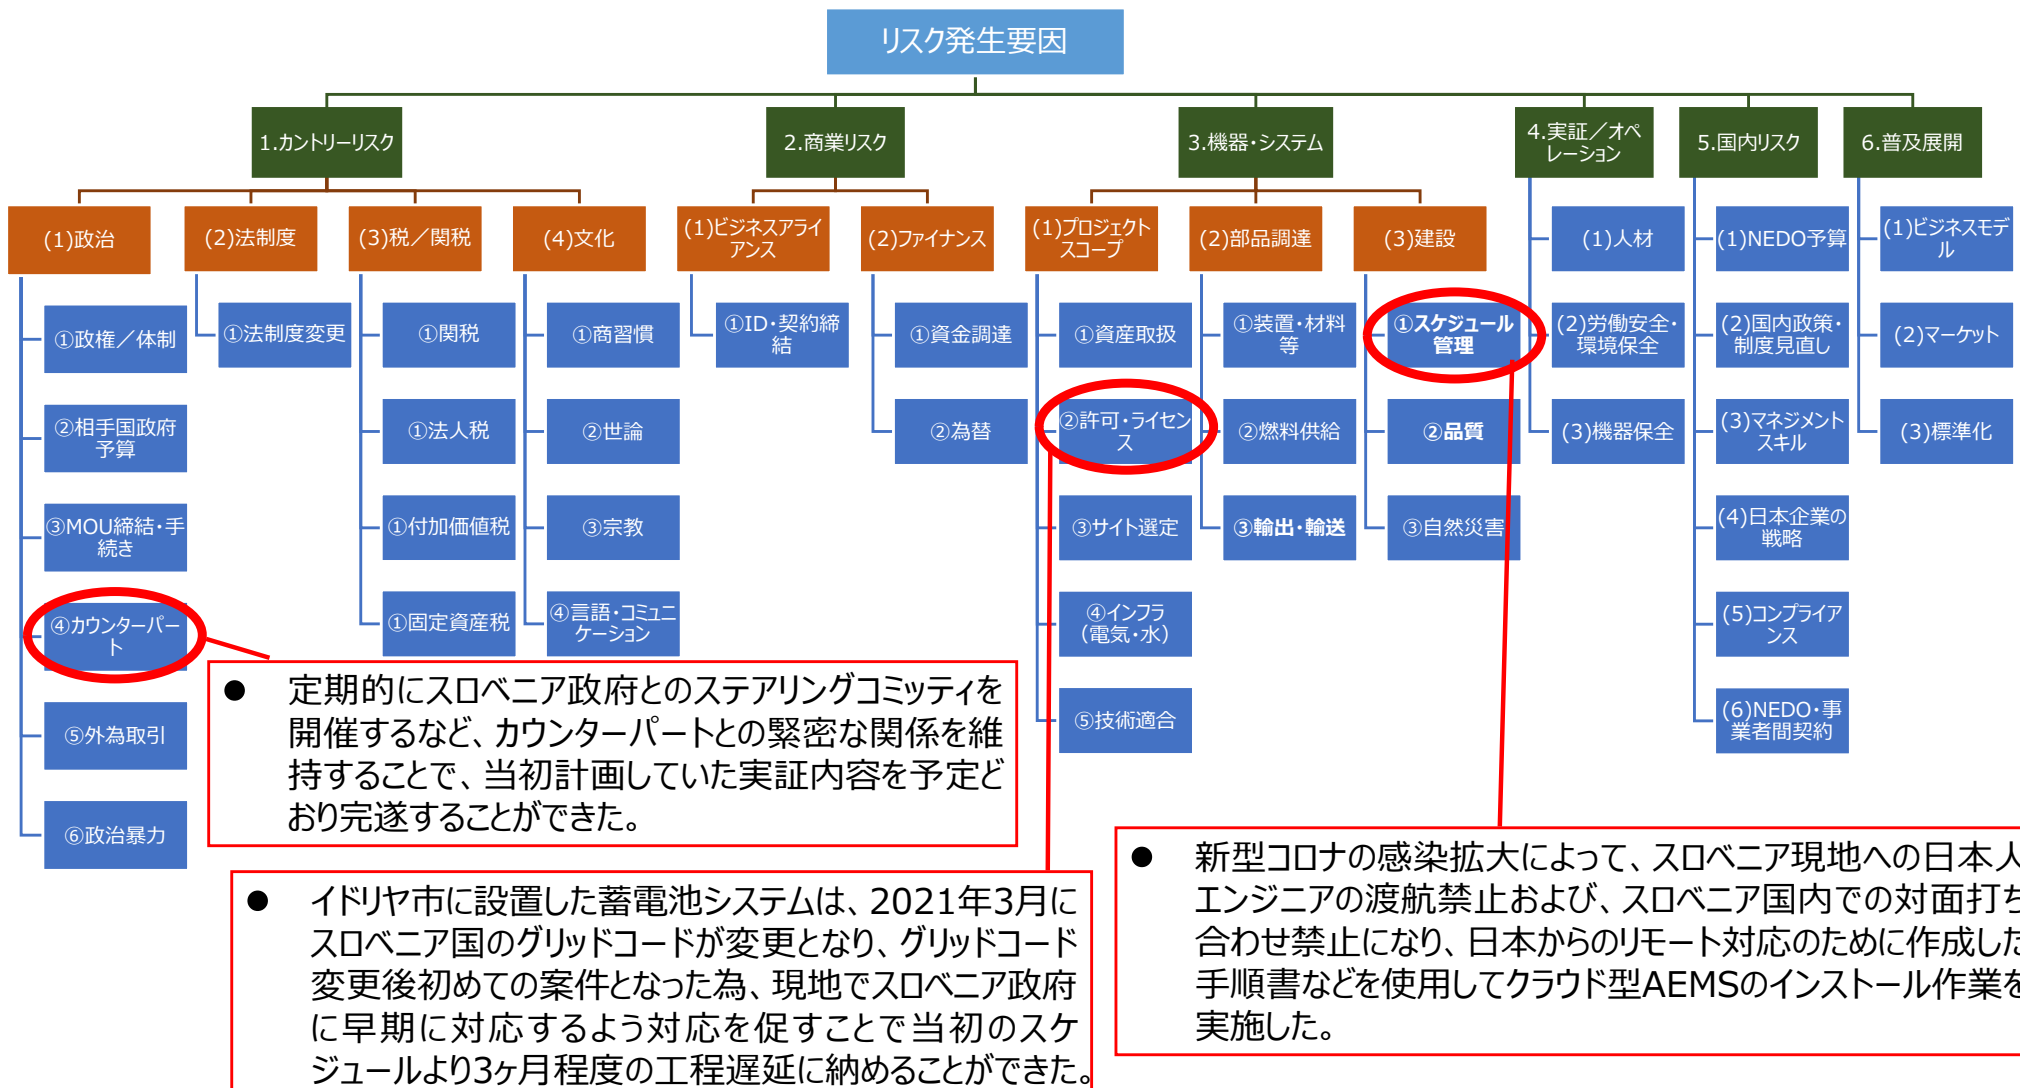 リスク発生要因
1.カントリーリスク
2.商業リスク
3.機器・システム
4.実証／オペ
レーション
5.国内リスク
6.普及展開
(1)政治
(2)法制度
(3)税／関税
(4)文化
(1)ビジネスアライ
アンス
(2)ファイナンス
(1)プロジェクト
スコープ
(2)部品調達
(3)建設
①政権／体制
②相手国政府
予算
③MOU締結・手
続き
④カウンターパー
ト
⑤外為取引
⑥政治暴力
①法制度変更
①関税
①法人税
①付加価値税
①固定資産税
①商習慣
②世論
③宗教
④言語・コミュニ
ケーション
①ID・契約締
結
①資金調達
②為替
①資産取扱
②許可・ライセン
ス
③サイト選定
④インフラ
（電気・水）
⑤技術適合
①装置・材料
等
②燃料供給
③輸出・輸送
①スケジュール
管理
②品質
③自然災害
(1)人材
(2)労働安全・
環境保全
(3)機器保全
(1)NEDO予算
(2)国内政策・
制度見直し
(3)マネジメント
スキル
(4)日本企業の
戦略
(5)コンプライア
ンス
(6)NEDO・事
業者間契約
(1)ビジネスモデ
ル
(2)マーケット
(3)標準化
● 定期的にスロベニア政府とのステアリングコミッティを
開催するなど、カウンターパートとの緊密な関係を維
持することで、当初計画していた実証内容を予定ど
おり完遂することができた。
● イドリヤ市に設置した蓄電池システムは、2021年3月に
スロベニア国のグリッドコードが変更となり、グリッドコード
変更後初めての案件となった為、現地でスロベニア政府
に早期に対応するよう対応を促すことで当初のスケ
ジュールより3ヶ月程度の工程遅延に納めることができた。
● 新型コロナの感染拡大によって、スロベニア現地への日本人
エンジニアの渡航禁止および、スロベニア国内での対面打ち
合わせ禁止になり、日本からのリモート対応のために作成した
手順書などを使用してクラウド型AEMSのインストール作業を
実施した。